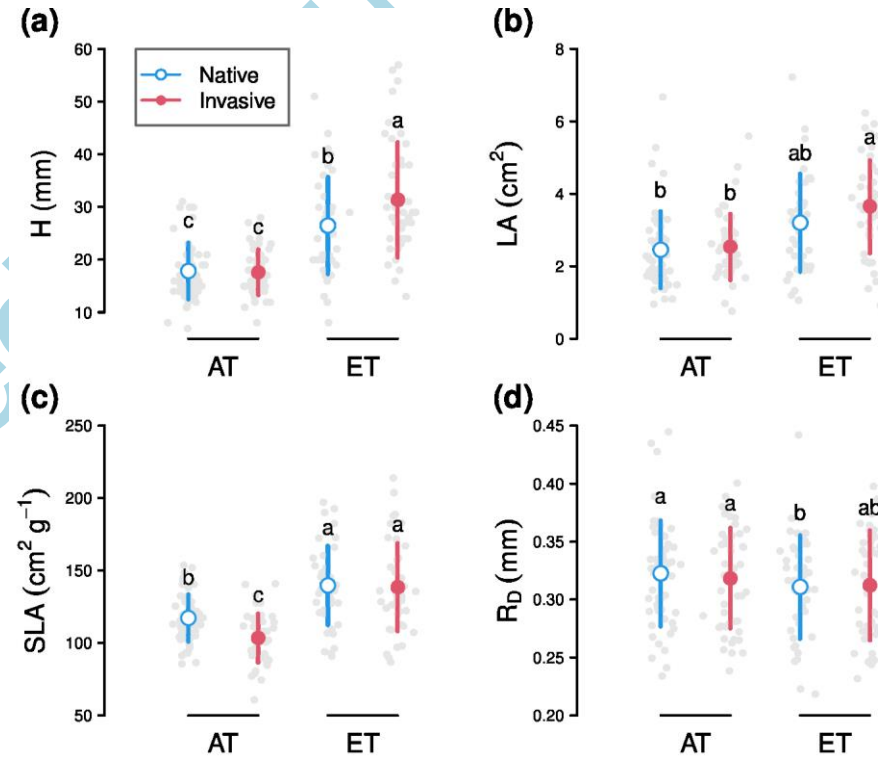 (a)
H (mm)
60
50
40
30
20
10
Native
Invasive
c
c
b
a
AT
ET
(b)
LA (cm²)
8
6
4
2
0
b
b
ab
a
AT
ET
(c)
SLA (cm² g⁻¹)
250
200
150
100
50
b
c
a
a
AT
ET
(d)
R_D (mm)
0.45
0.40
0.35
0.30
0.25
0.20
a
a
b
ab
AT
ET